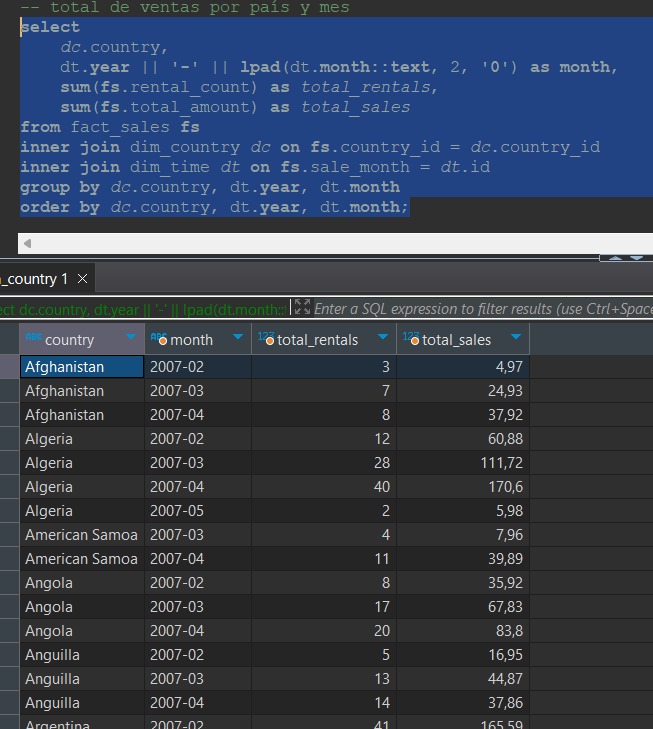 -- total de ventas por país y mes
select
dc.country,
dt.year || '-' || lpad(dt.month::text, 2, '0') as month,
sum(fs.rental_count) as total_rentals,
sum(fs.total_amount) as total_sales
from fact_sales fs
inner join dim_country dc on fs.country_id = dc.country_id
inner join dim_time dt on fs.sale_month = dt.id
group by dc.country, dt.year, dt.month
order by dc.country, dt.year, dt.month;
_country 1
ect dc.country, dt.year || '-' || lpad(dt.month:: Enter a SQL expression to filter results (use Ctrl+Space
ABC country ABC month 123 total_rentals 123 total_sales
Afghanistan 2007-02 3 4,97
Afghanistan 2007-03 7 24,93
Afghanistan 2007-04 8 37,92
Algeria 2007-02 12 60,88
Algeria 2007-03 28 111,72
Algeria 2007-04 40 170,6
Algeria 2007-05 2 5,98
American Samoa 2007-03 4 7,96
American Samoa 2007-04 11 39,89
Angola 2007-02 8 35,92
Angola 2007-03 17 67,83
Angola 2007-04 20 83,8
Anguilla 2007-02 5 16,95
Anguilla 2007-03 13 44,87
Anguilla 2007-04 14 37,86
Argentina 2007-02 41 165,59